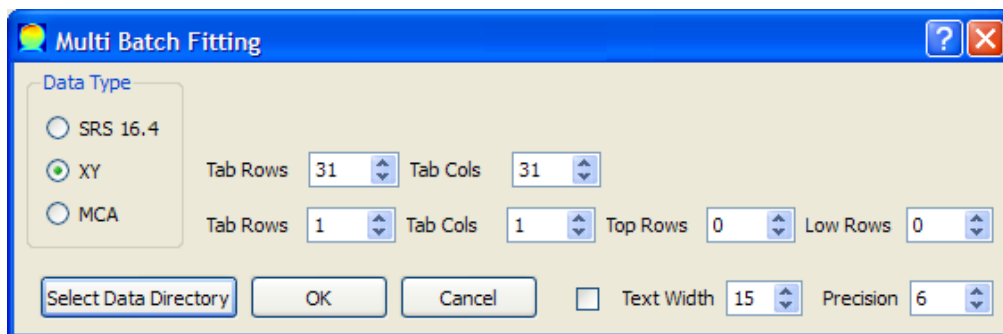 Multi Batch Fitting
Data Type
SRS 16.4
XY Tab Rows 31 Tab Cols 31
MCA Tab Rows 1 Tab Cols 1 Top Rows 0 Low Rows 0
Select Data Directory OK Cancel Text Width 15 Precision 6